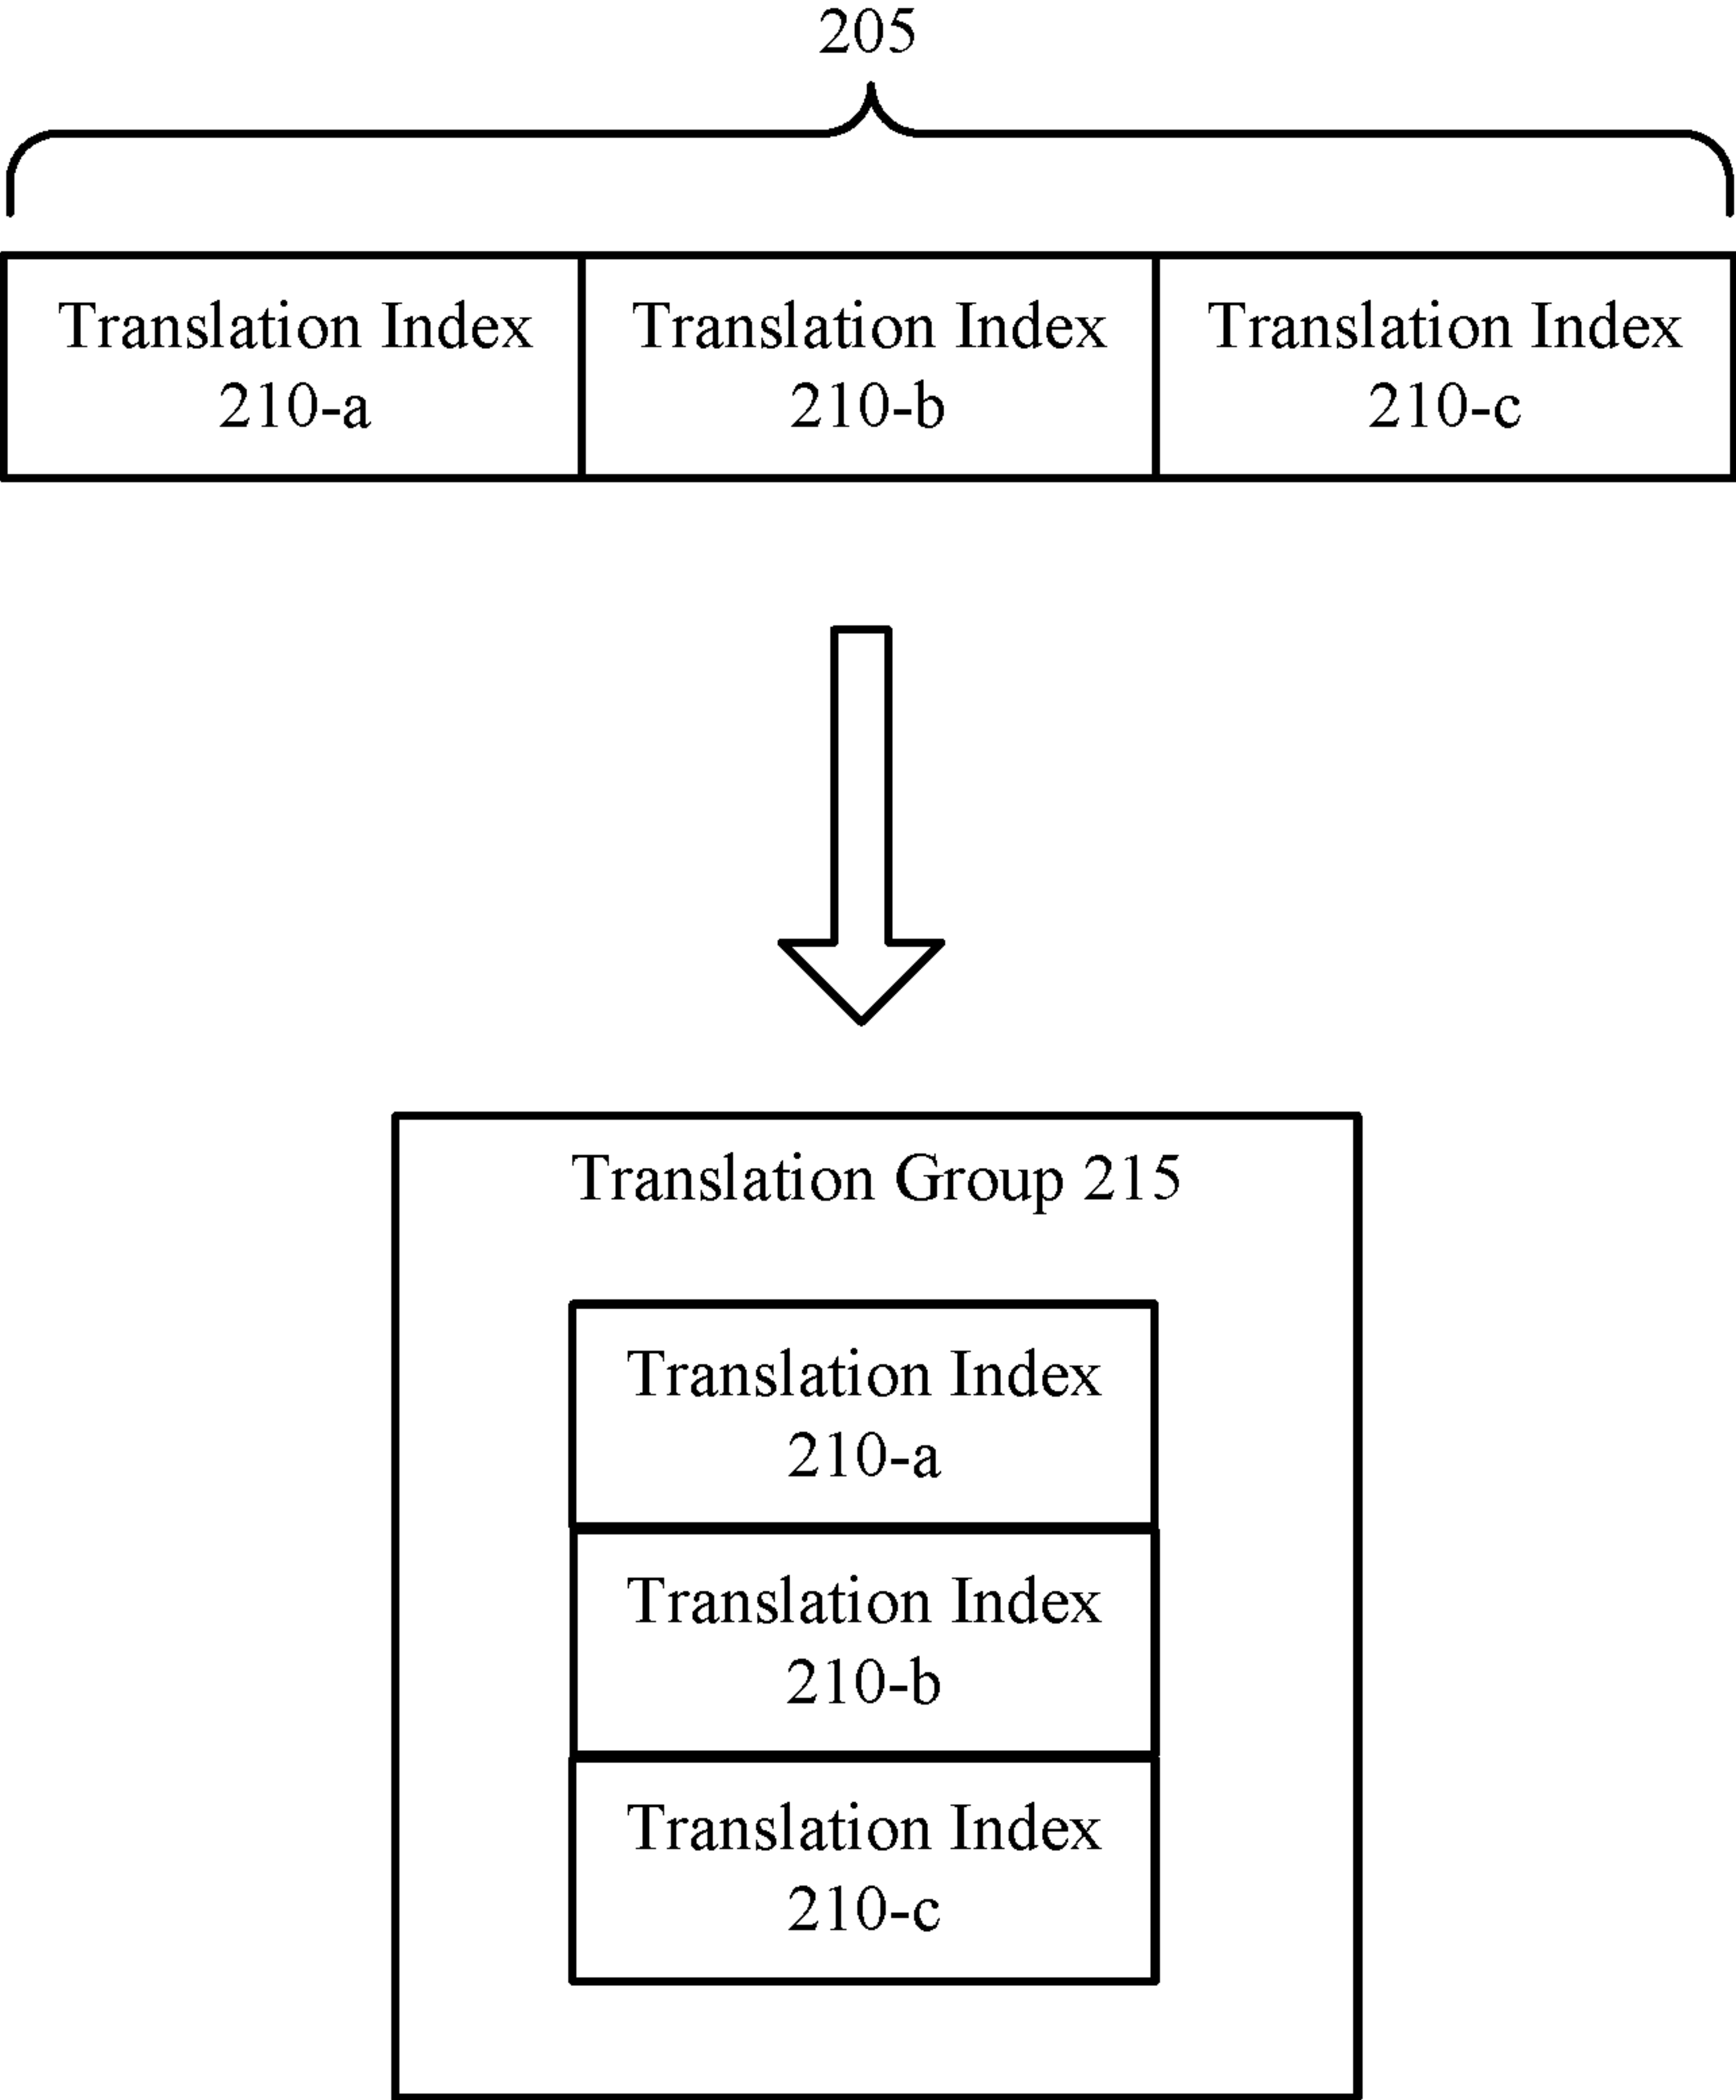 205
Translation Index
210-a
Translation Index
210-b
Translation Index
210-c
Translation Group 215
Translation Index
210-a
Translation Index
210-b
Translation Index
210-c